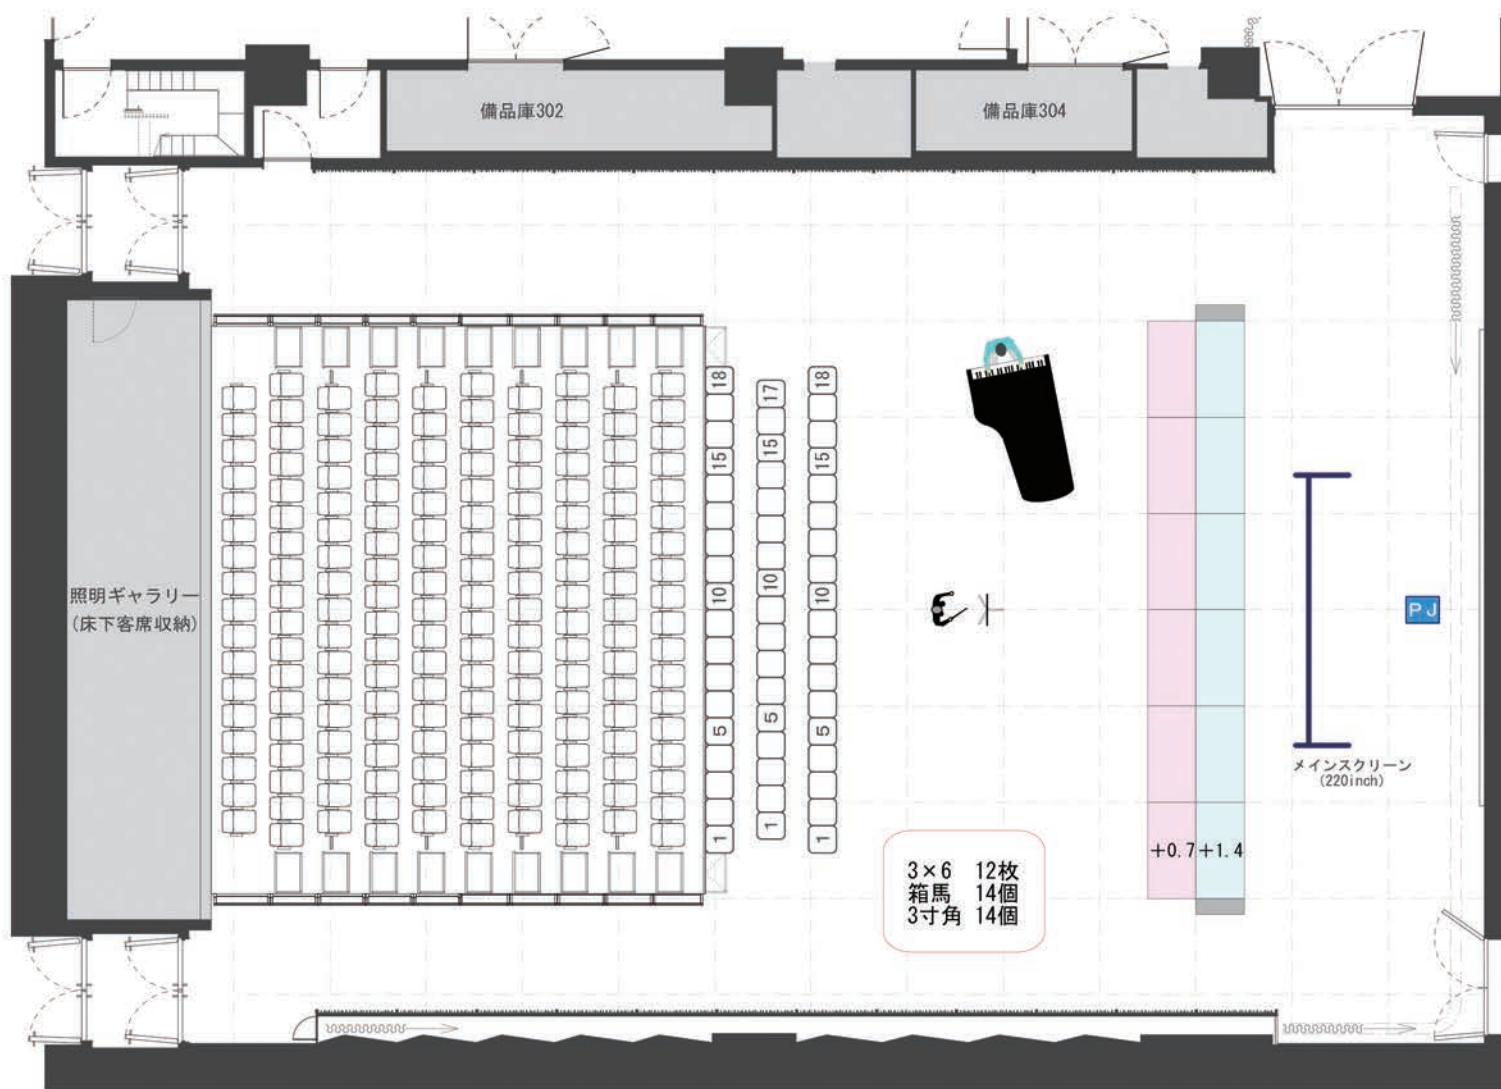 備品庫302
備品庫304
照明ギャラリー
(床下客席収納)
18
15
10
5
1
17
15
10
5
1
18
15
10
5
1
PJ
メインスクリーン
(220inch)
+0.7
+1.4
3×6 12枚
箱馬 14個
3寸角 14個